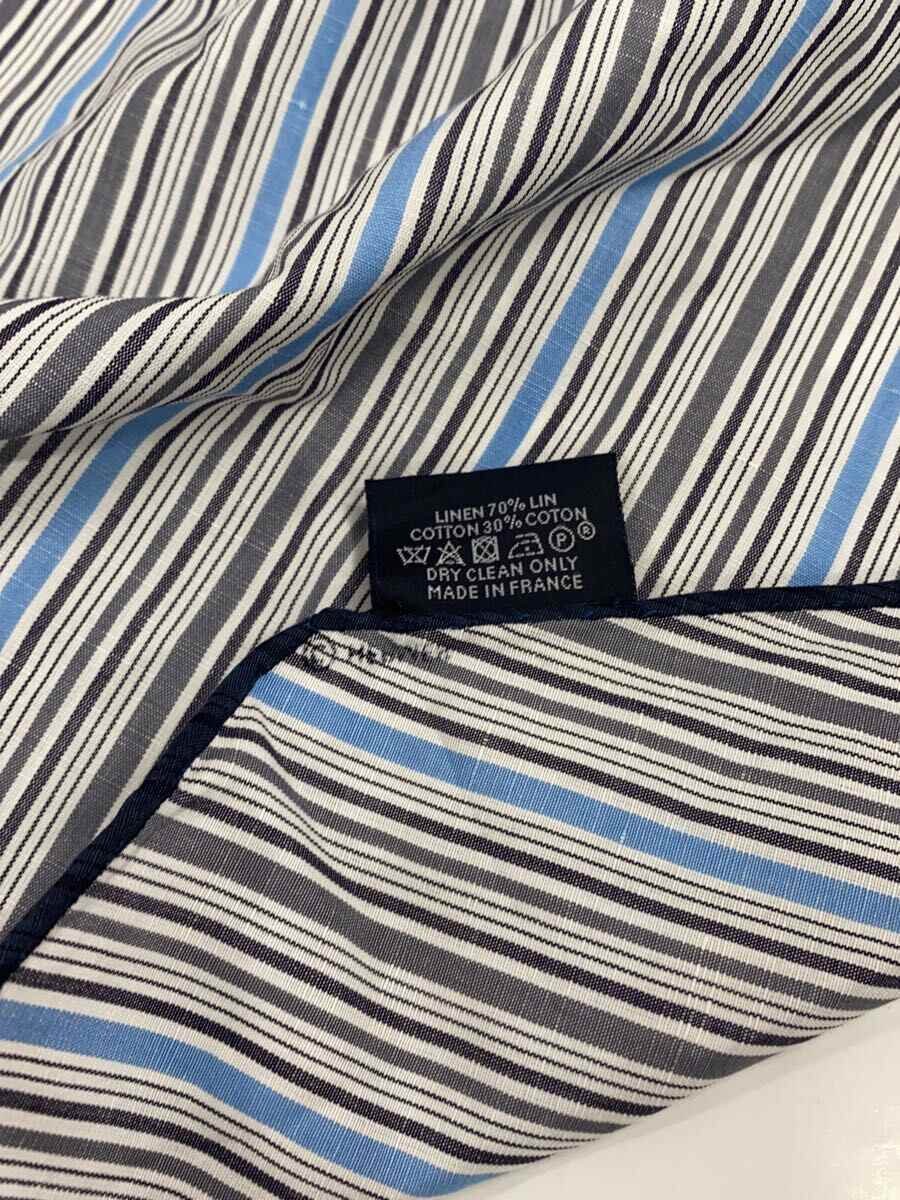 LINEN 70% LIN
COTTON 30% COTON
P ®
DRY CLEAN ONLY
MADE IN FRANCE